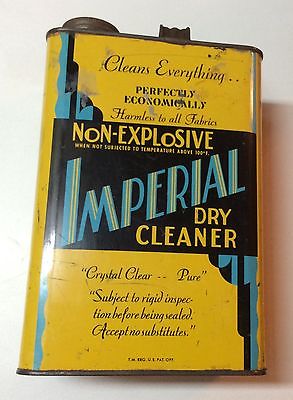 Cleans Everything . .
PERFECTLY
ECONOMICALLY
Harmless to all Fabrics
NON-EXPLOSIVE
WHEN NOT SUBJECTED TO TEMPERATURE ABOVE 100°F.
IMPERIAL
DRY
CLEANER
"Crystal Clear -- Pure"
"Subject to rigid inspec-
tion before being sealed.
Accept no substitutes."
T.M. REG. U.S. PAT. OFF.